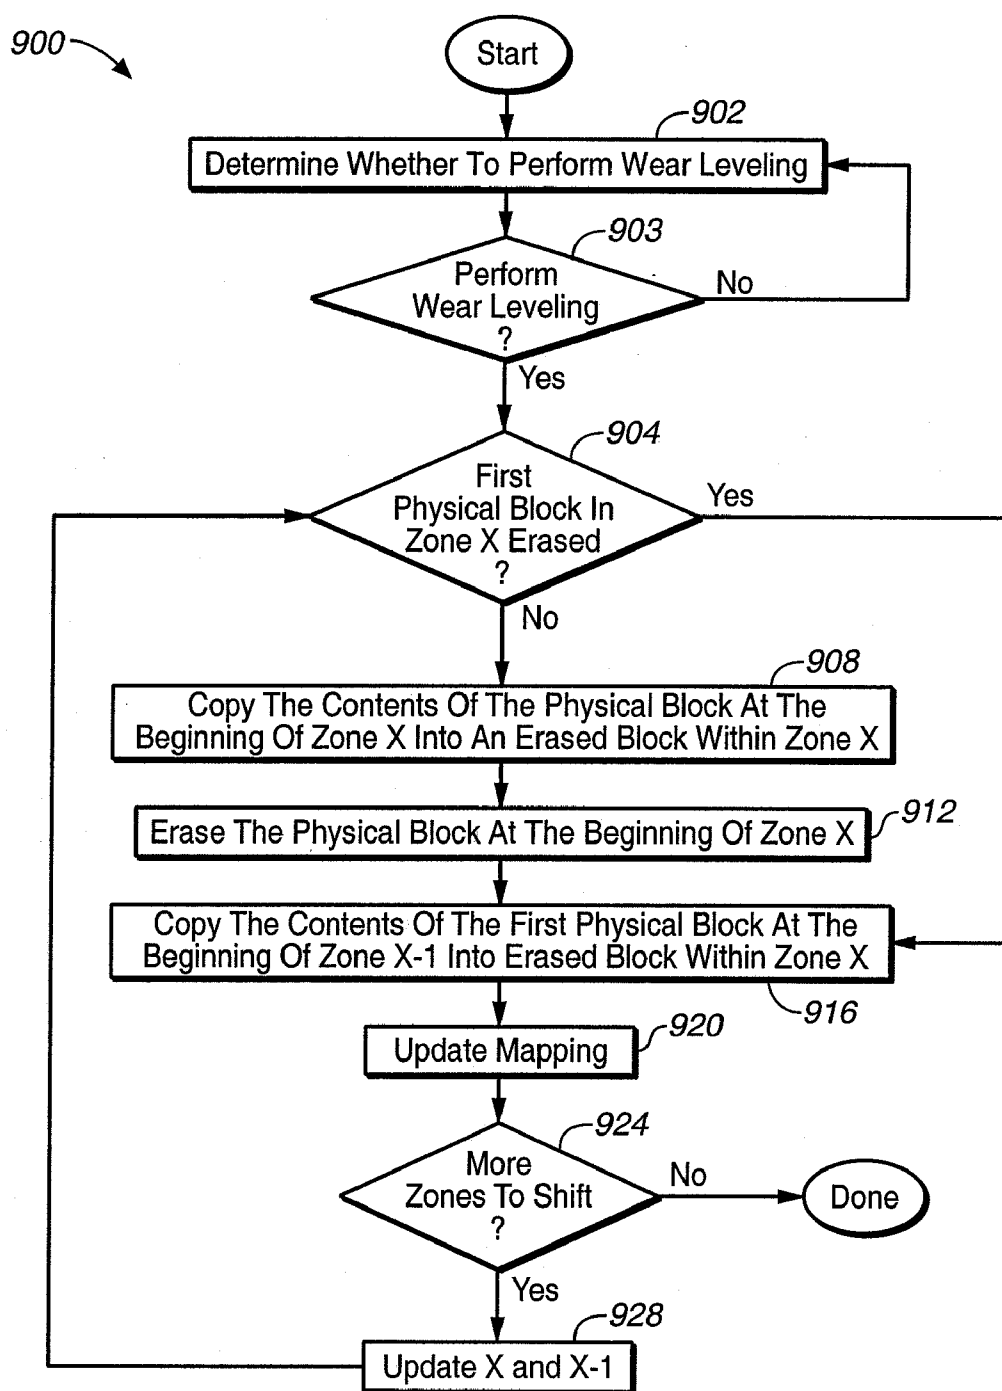 900
Start
902
Determine Whether To Perform Wear Leveling
903
Perform
Wear Leveling
?
No
Yes
904
First
Physical Block In
Zone X Erased
?
Yes
No
908
Copy The Contents Of The Physical Block At The
Beginning Of Zone X Into An Erased Block Within Zone X
Erase The Physical Block At The Beginning Of Zone X
912
Copy The Contents Of The First Physical Block At The
Beginning Of Zone X-1 Into Erased Block Within Zone X
916
Update Mapping
920
924
More
Zones To Shift
?
No
Done
Yes
928
Update X and X-1